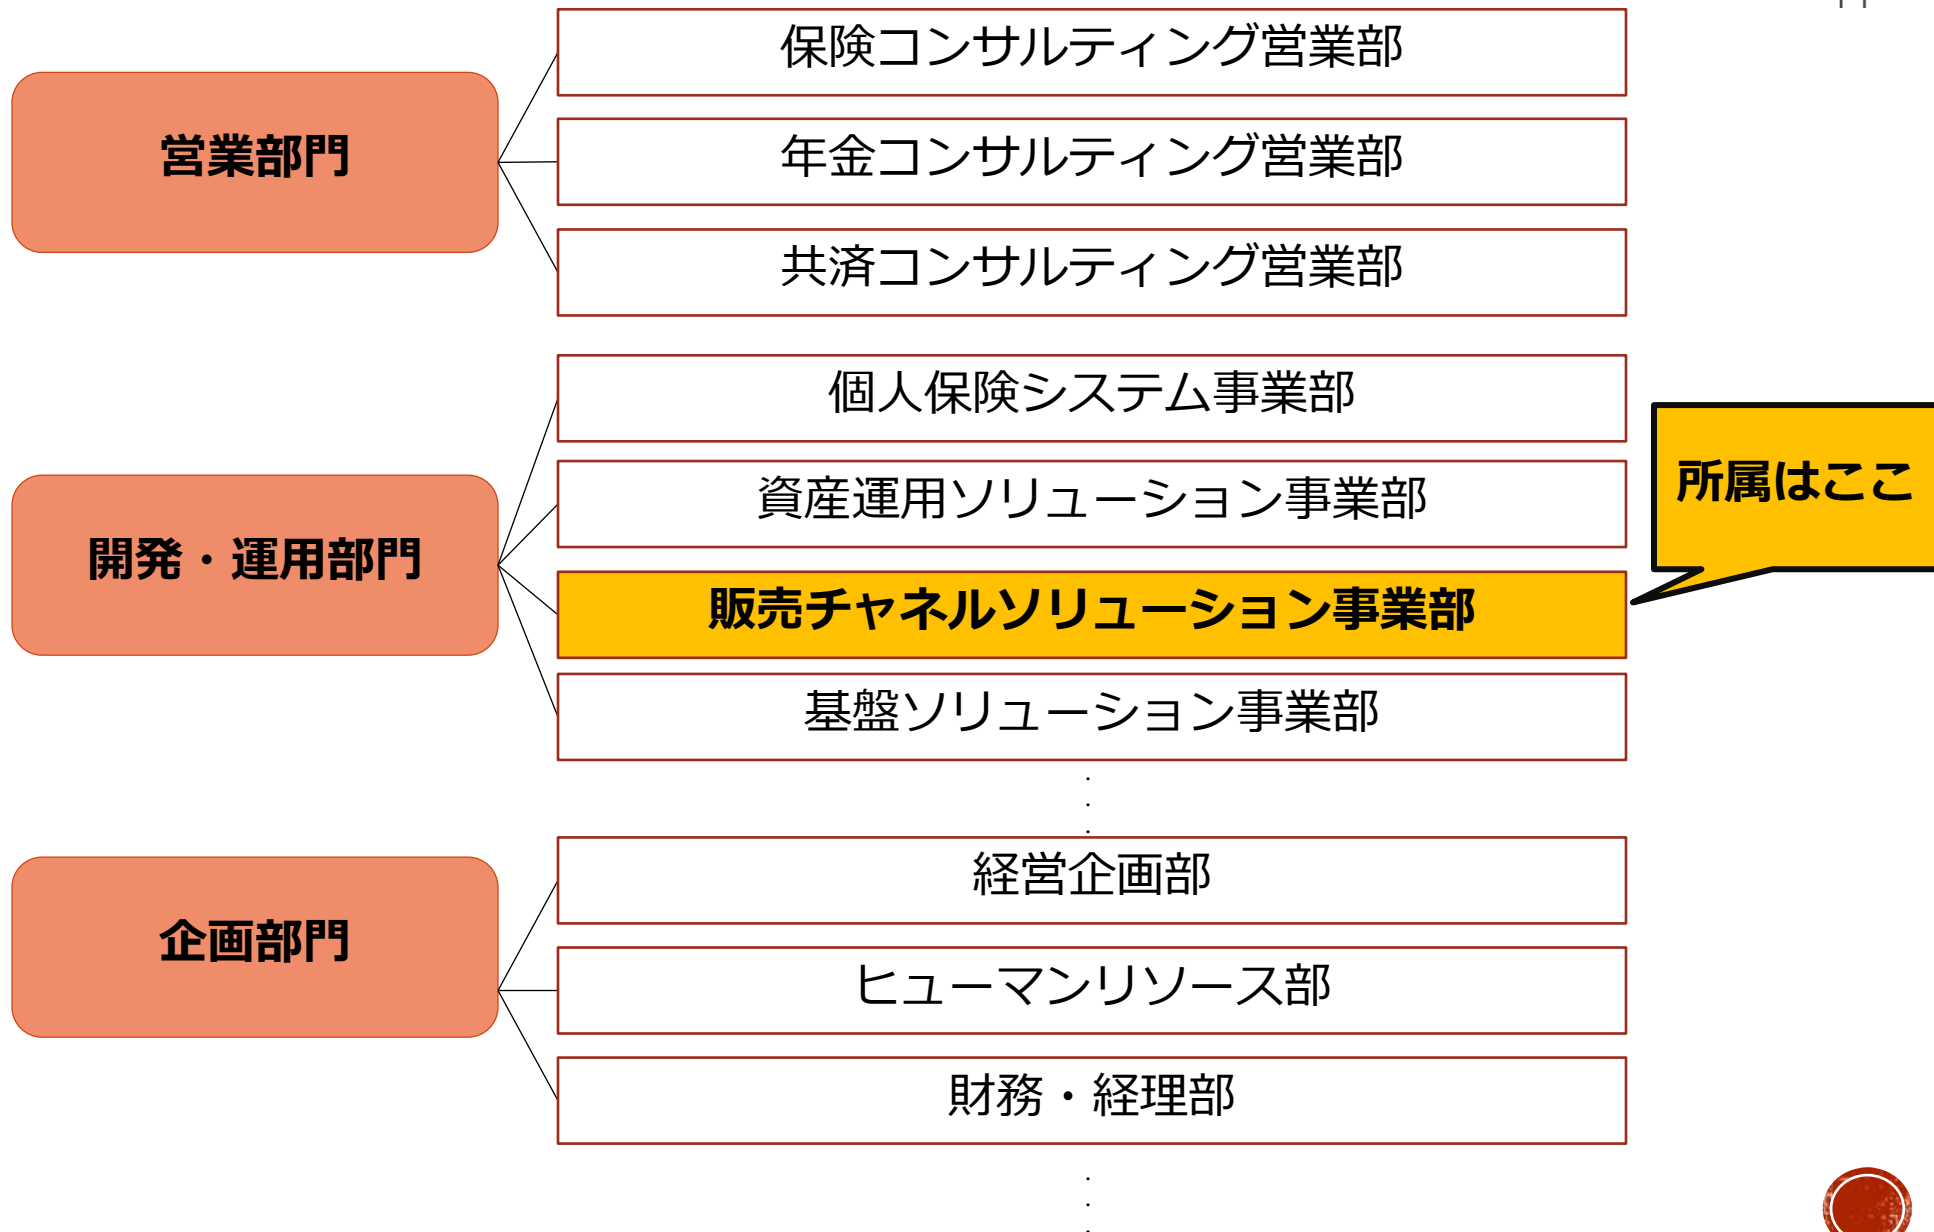 保険コンサルティング営業部
営業部門
年金コンサルティング営業部
共済コンサルティング営業部
個人保険システム事業部
資産運用ソリューション事業部
所属はここ
開発・運用部門
販売チャネルソリューション事業部
基盤ソリューション事業部
経営企画部
企画部門
ヒューマンリソース部
財務・経理部